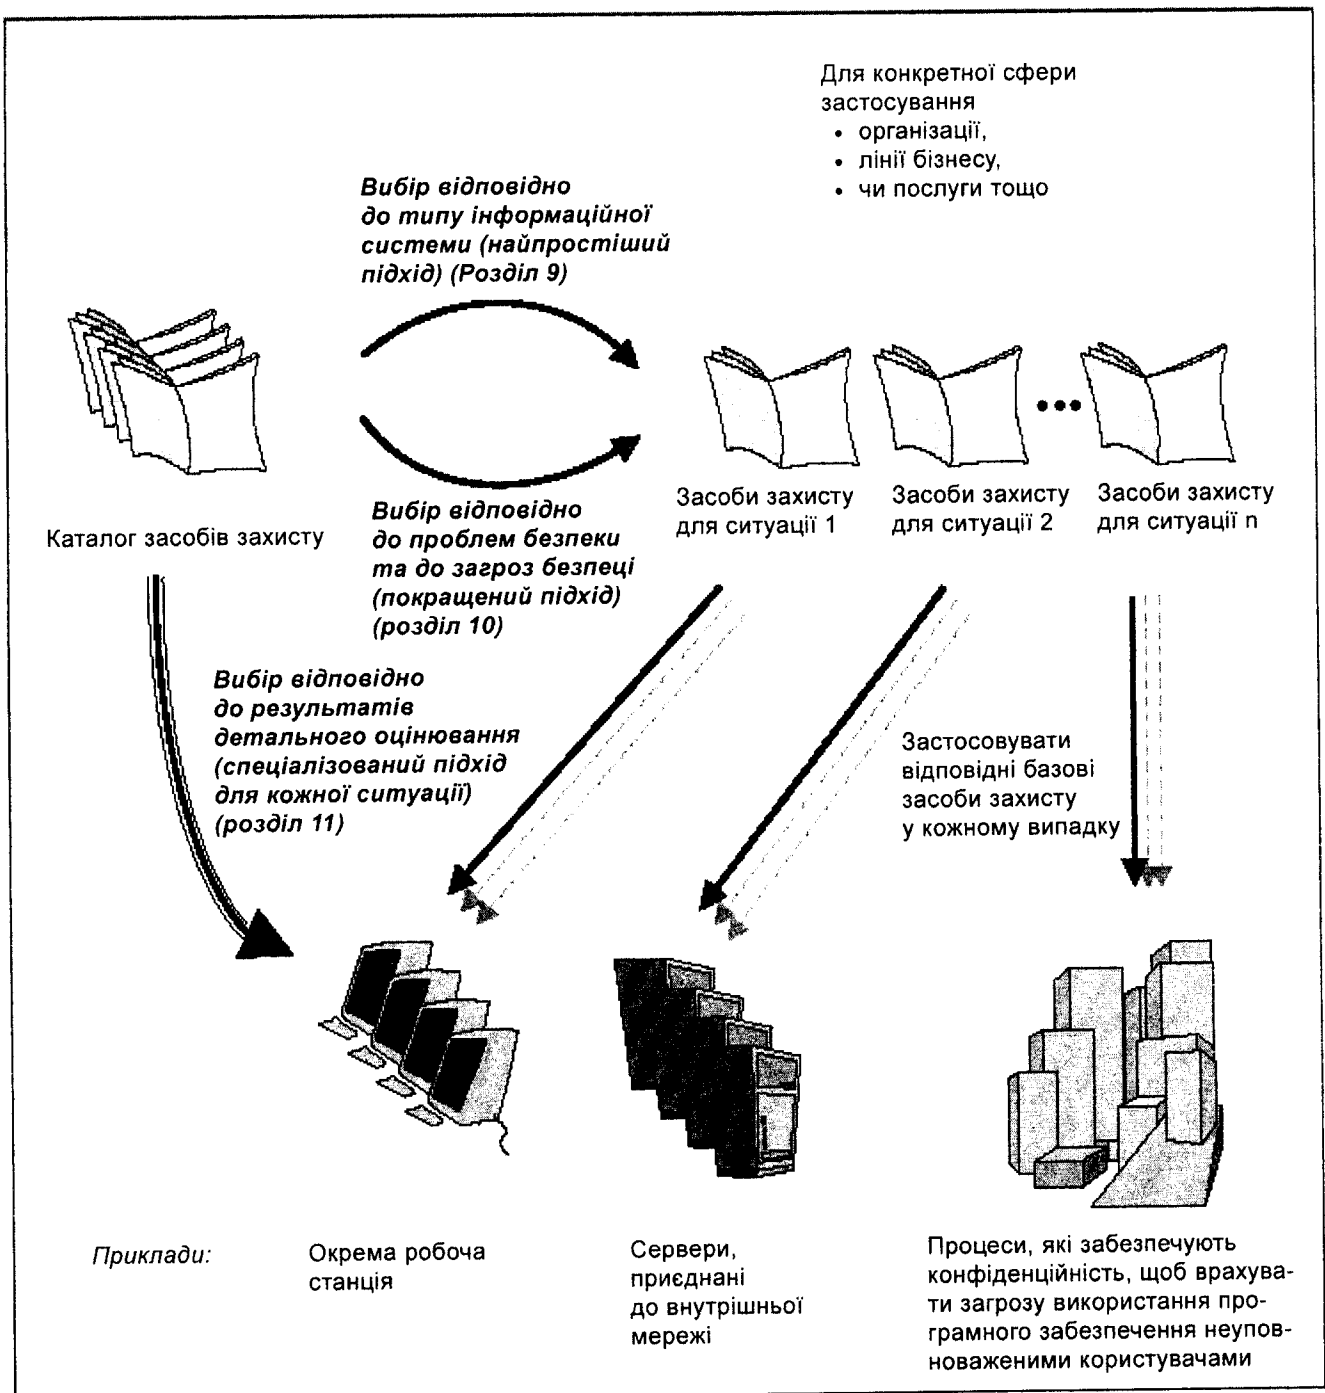 Для конкретної сфери
застосування
• організації,
• лінії бізнесу,
• чи послуги тощо
Вибір відповідно
до типу інформаційної
системи (найпростіший
підхід) (Розділ 9)
Каталог засобів захисту
Вибір відповідно
до проблем безпеки
та до загроз безпеці
(покращений підхід)
(розділ 10)
Засоби захисту
для ситуації 1
Засоби захисту
для ситуації 2
Засоби захисту
для ситуації n
Вибір відповідно
до результатів
детального оцінювання
(спеціалізований підхід
для кожної ситуації)
(розділ 11)
Застосовувати
відповідні базові
засоби захисту
у кожному випадку
Приклади:
Окрема робоча
станція
Сервери,
приєднані
до внутрішньої
мережі
Процеси, які забезпечують
конфіденційність, щоб врахува-
ти загрозу використання про-
грамного забезпечення неупов-
новаженими користувачами